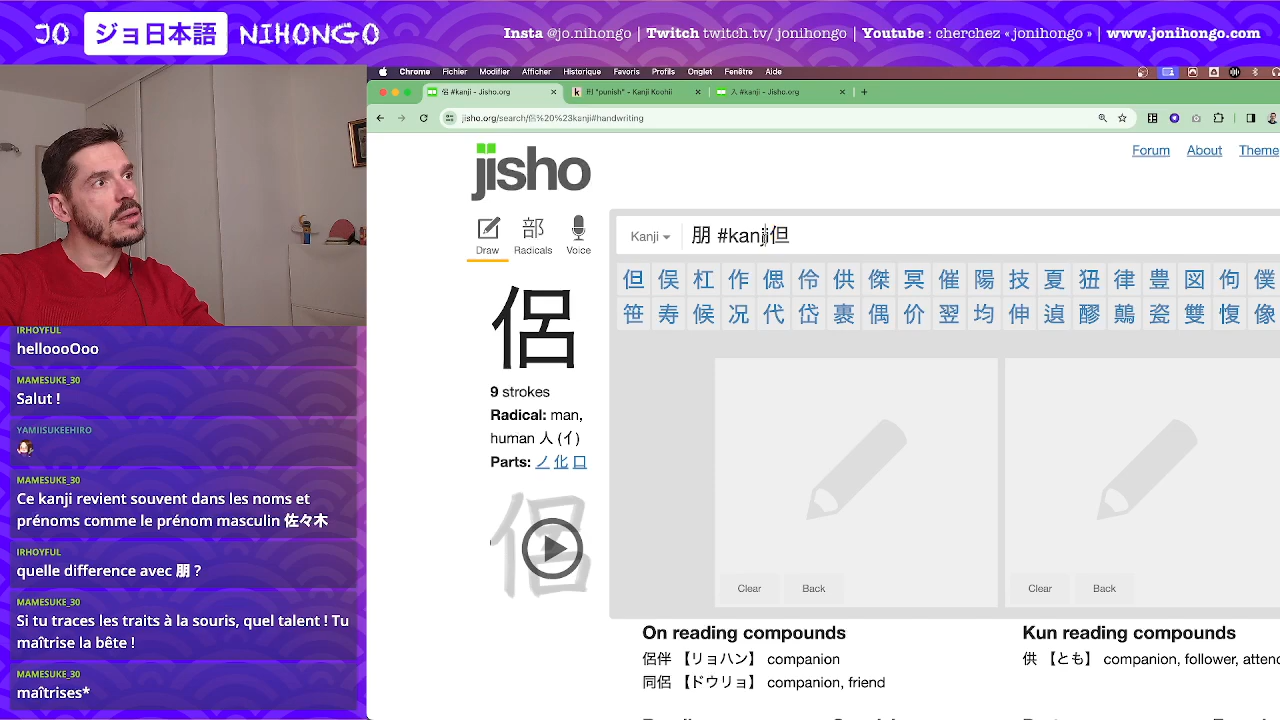 JO ジョ日本語 NIHONGO
Insta @jo.nihongo | Twitch twitch.tv/ jonihongo | Youtube : cherchez « jonihongo » | www.jonihongo.com
Chrome Fichier Modifier Afficher Historique Favoris Profils Onglet Fenêtre Aide
侶 #kanji - Jisho.org
刑 "punish" - Kanji Koohii
人 #kanji - Jisho.org
jisho.org/search/侶%20%23kanji#handwriting
jisho
Forum About Theme
Draw Radicals Voice
Kanji 朋 #kanji但
但 俣 杠 作 偲 伶 供 傑 冥 催 陽 技 夏 狃 律 豊 図 佝 僕
笹 寿 候 况 代 岱 裹 偶 价 翌 均 伸 遉 醪 鷯 瓷 雙 愎 像
侶
9 strokes
Radical: man,
human 人 (亻)
Parts: ノ 化 口
侶
Clear Back
Clear Back
On reading compounds
侶伴 【リョハン】 companion
同侶 【ドウリョ】 companion, friend
Kun reading compounds
供 【とも】 companion, follower, attend
IRHOYFUL
helloooOoo
MAMESUKE_30
Salut !
YAMIISUKEEHIRO
MAMESUKE_30
Ce kanji revient souvent dans les noms et
prénoms comme le prénom masculin 佐々木
IRHOYFUL
quelle difference avec 朋 ?
MAMESUKE_30
Si tu traces les traits à la souris, quel talent ! Tu
maîtrise la bête !
MAMESUKE_30
maîtrises*